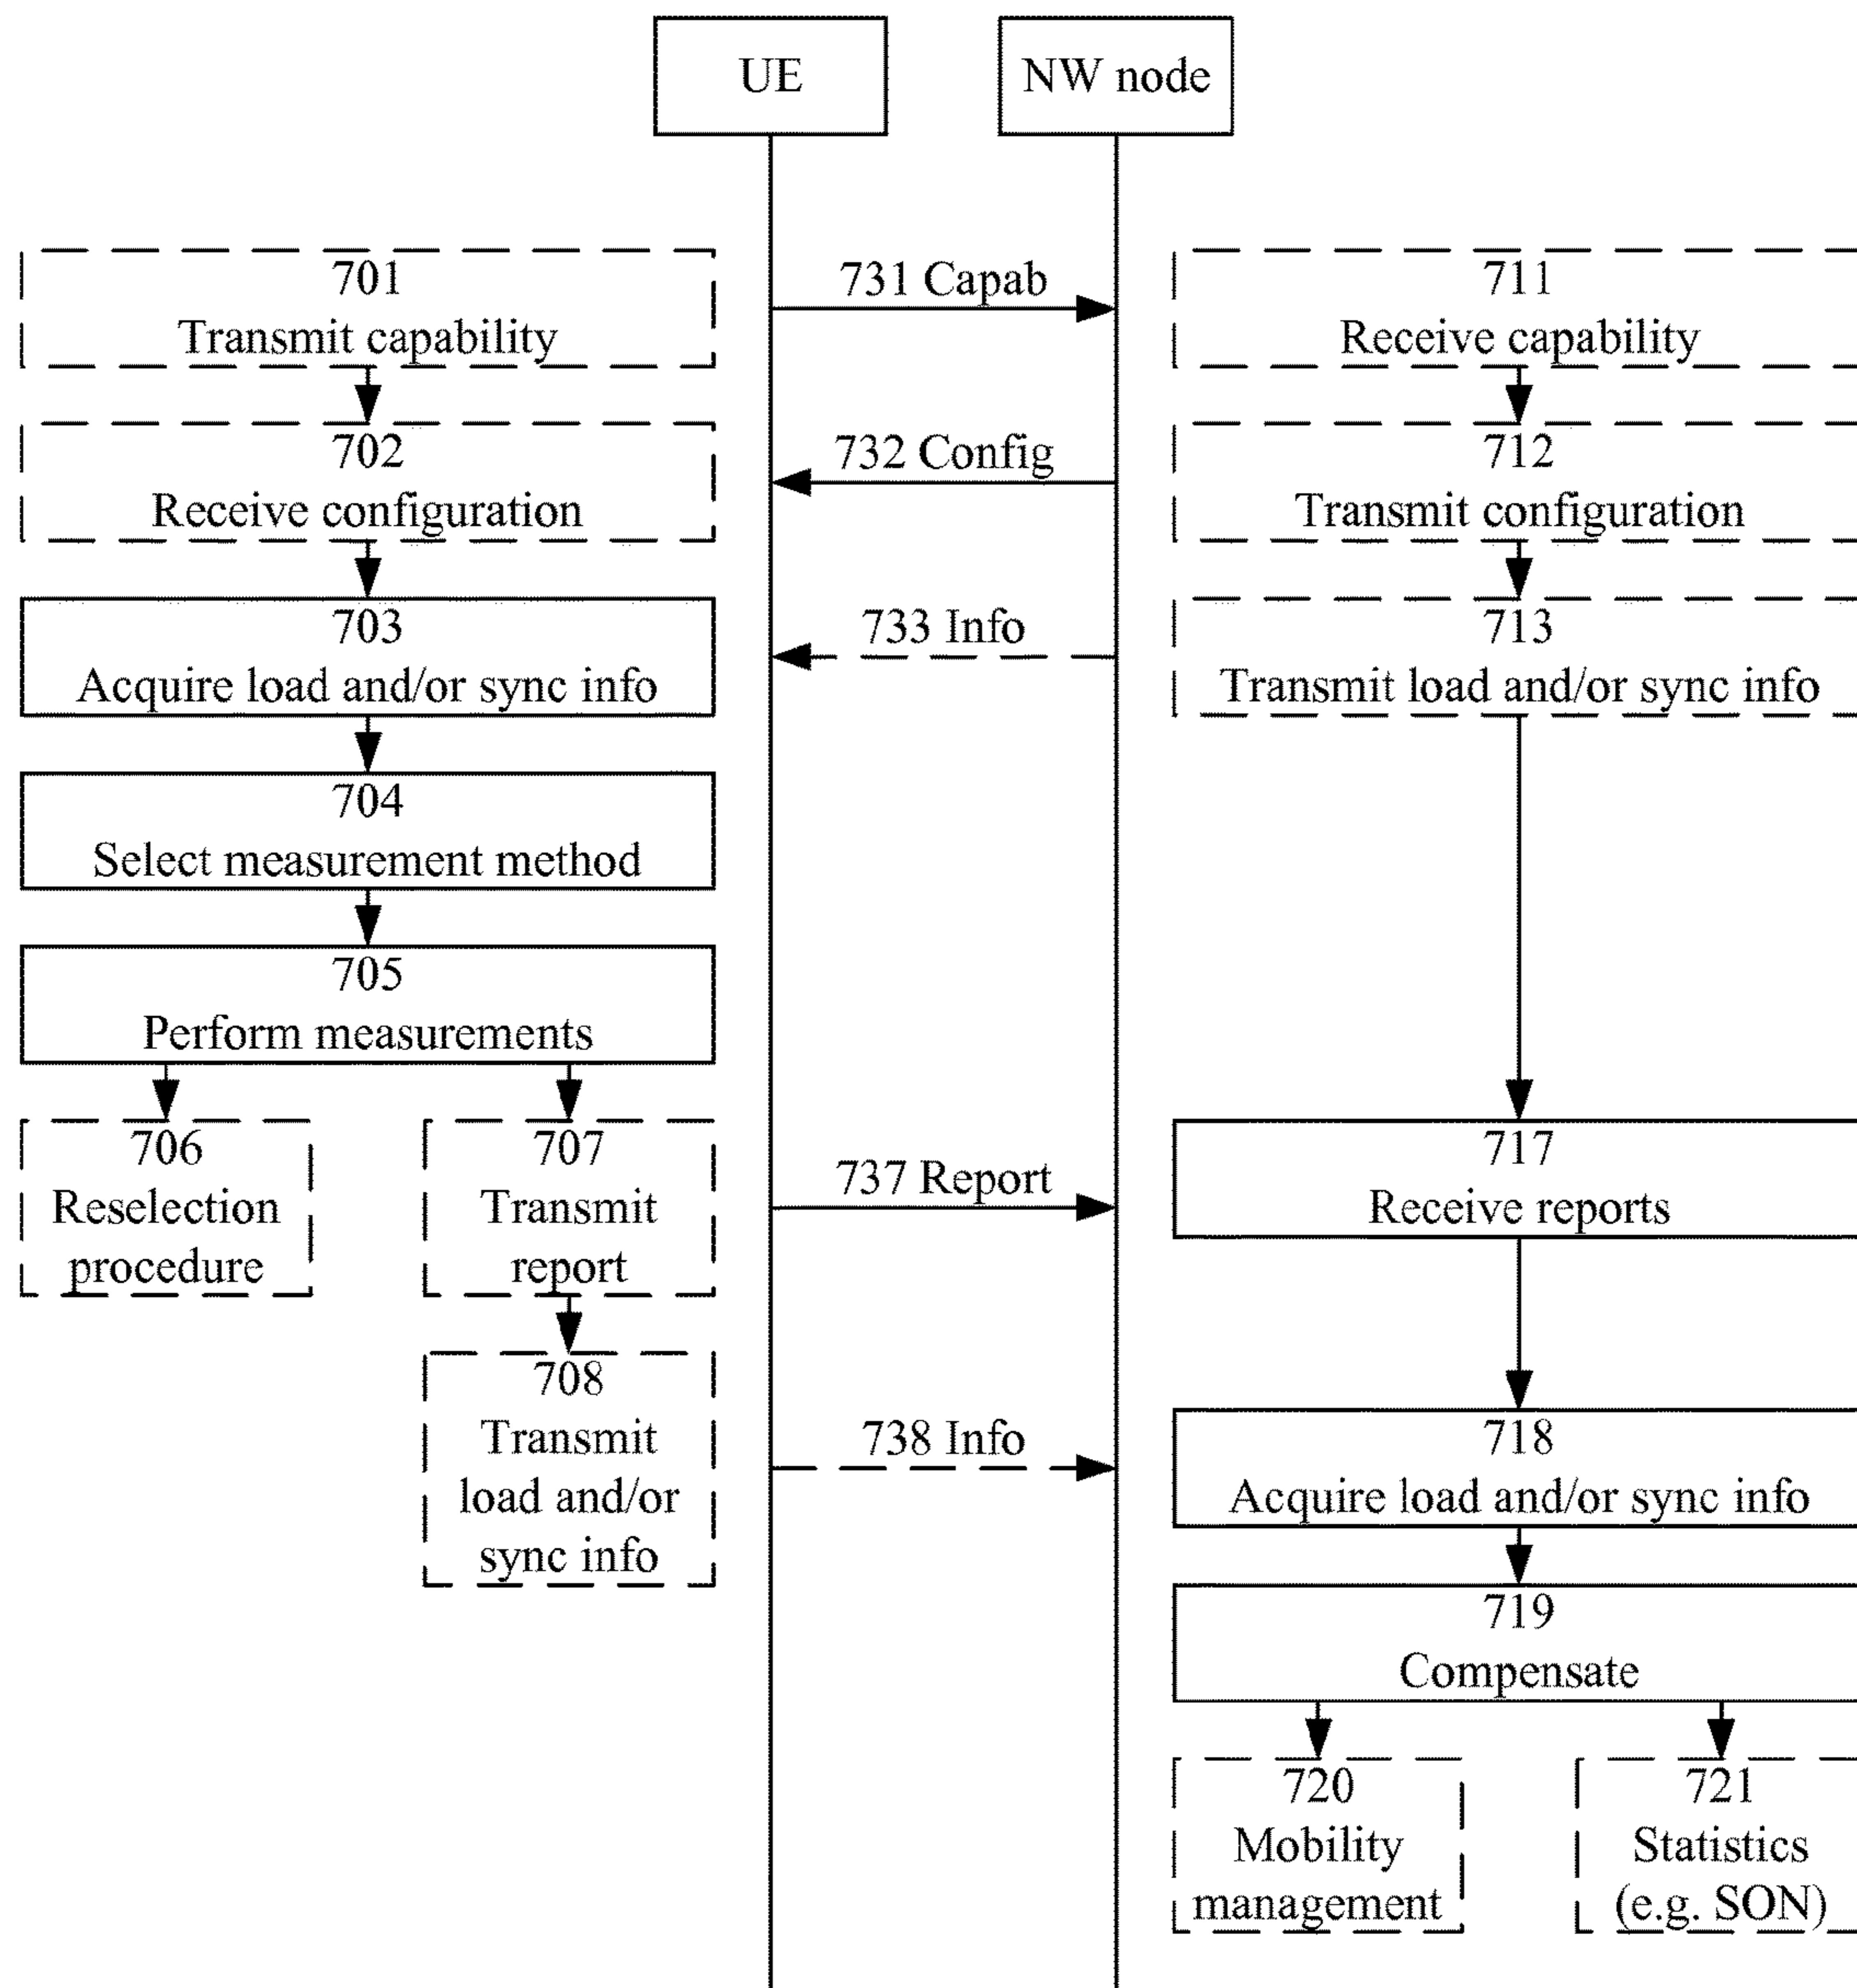 UE
NW node
701
Transmit capability
731 Capab
711
Receive capability
702
Receive configuration
732 Config
712
Transmit configuration
703
Acquire load and/or sync info
733 Info
713
Transmit load and/or sync info
704
Select measurement method
705
Perform measurements
706
Reselection
procedure
707
Transmit
report
737 Report
717
Receive reports
708
Transmit
load and/or
sync info
738 Info
718
Acquire load and/or sync info
719
Compensate
720
Mobility
management
721
Statistics
(e.g. SON)